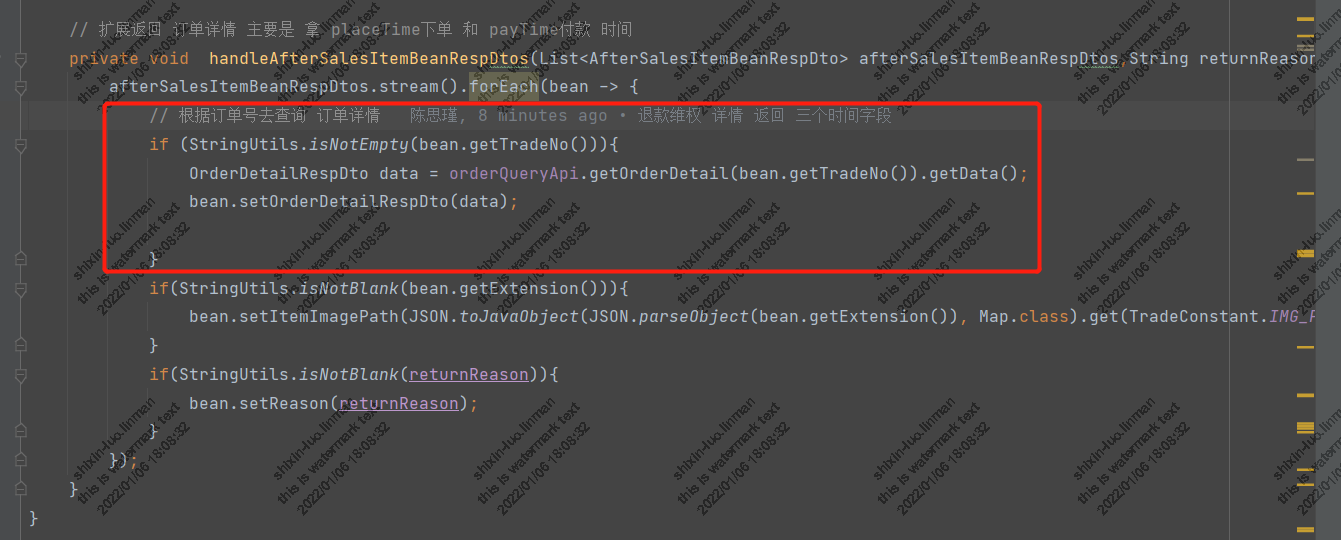 // 扩展返回 订单详情 主要是 拿 placeTime下单 和 payTime付款 时间
private void handleAfterSalesItemBeanRespDtos(List<AfterSalesItemBeanRespDto> afterSalesItemBeanRespDtos,String returnReason
afterSalesItemBeanRespDtos.stream().forEach(bean -> {
// 根据订单号去查询 订单详情 陈思瑾, 8 minutes ago • 退款维权 详情 返回 三个时间字段
if (StringUtils.isNotEmpty(bean.getTradeNo())){
OrderDetailRespDto data = orderQueryApi.getOrderDetail(bean.getTradeNo()).getData();
bean.setOrderDetailRespDto(data);
}
if(StringUtils.isNotBlank(bean.getExtension())){
bean.setItemImagePath(JSON.toJavaObject(JSON.parseObject(bean.getExtension()), Map.class).get(TradeConstant.IMG_
}
if(StringUtils.isNotBlank(returnReason)){
bean.setReason(returnReason);
}
});
}
}
shixin-luo.linman
this is watermark text
2022/01/06 18:08:32